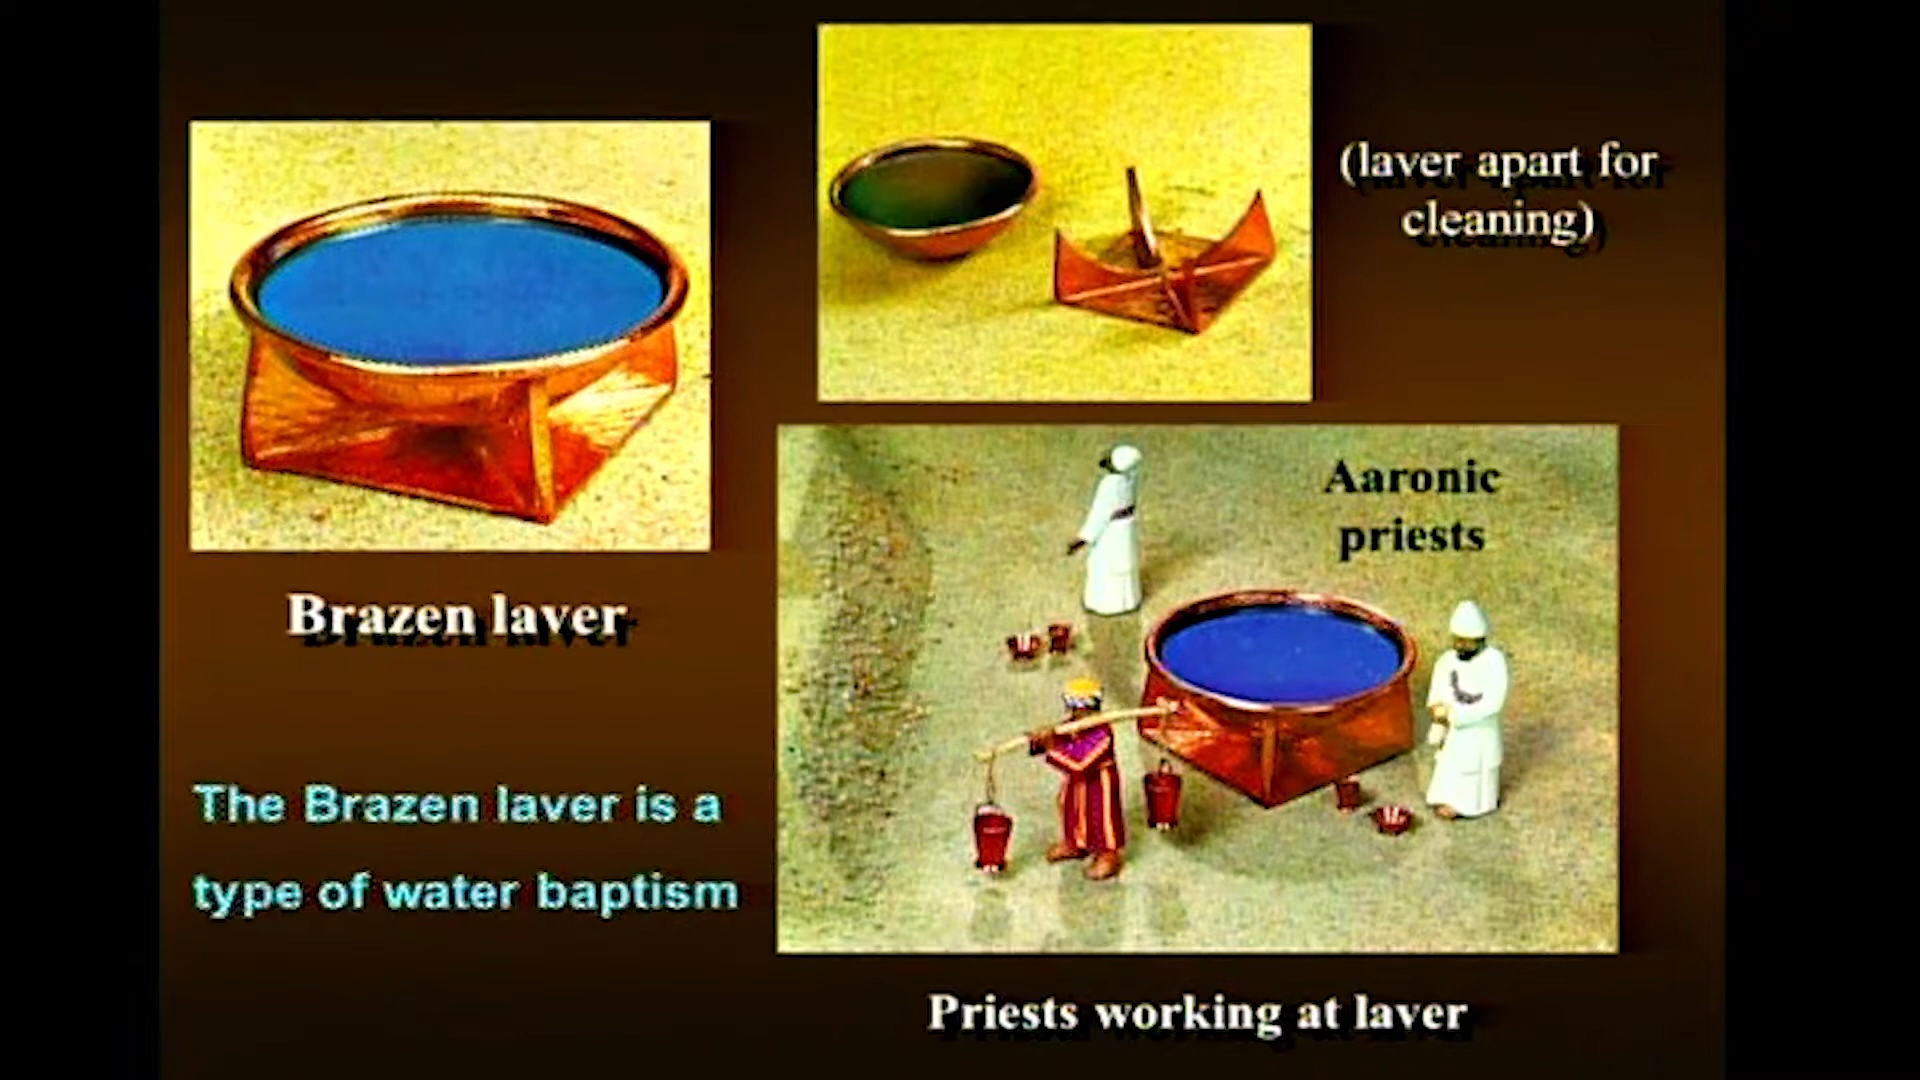 (laver apart for
cleaning)
Brazen laver
The Brazen laver is a
type of water baptism
Aaronic
priests
Priests working at laver